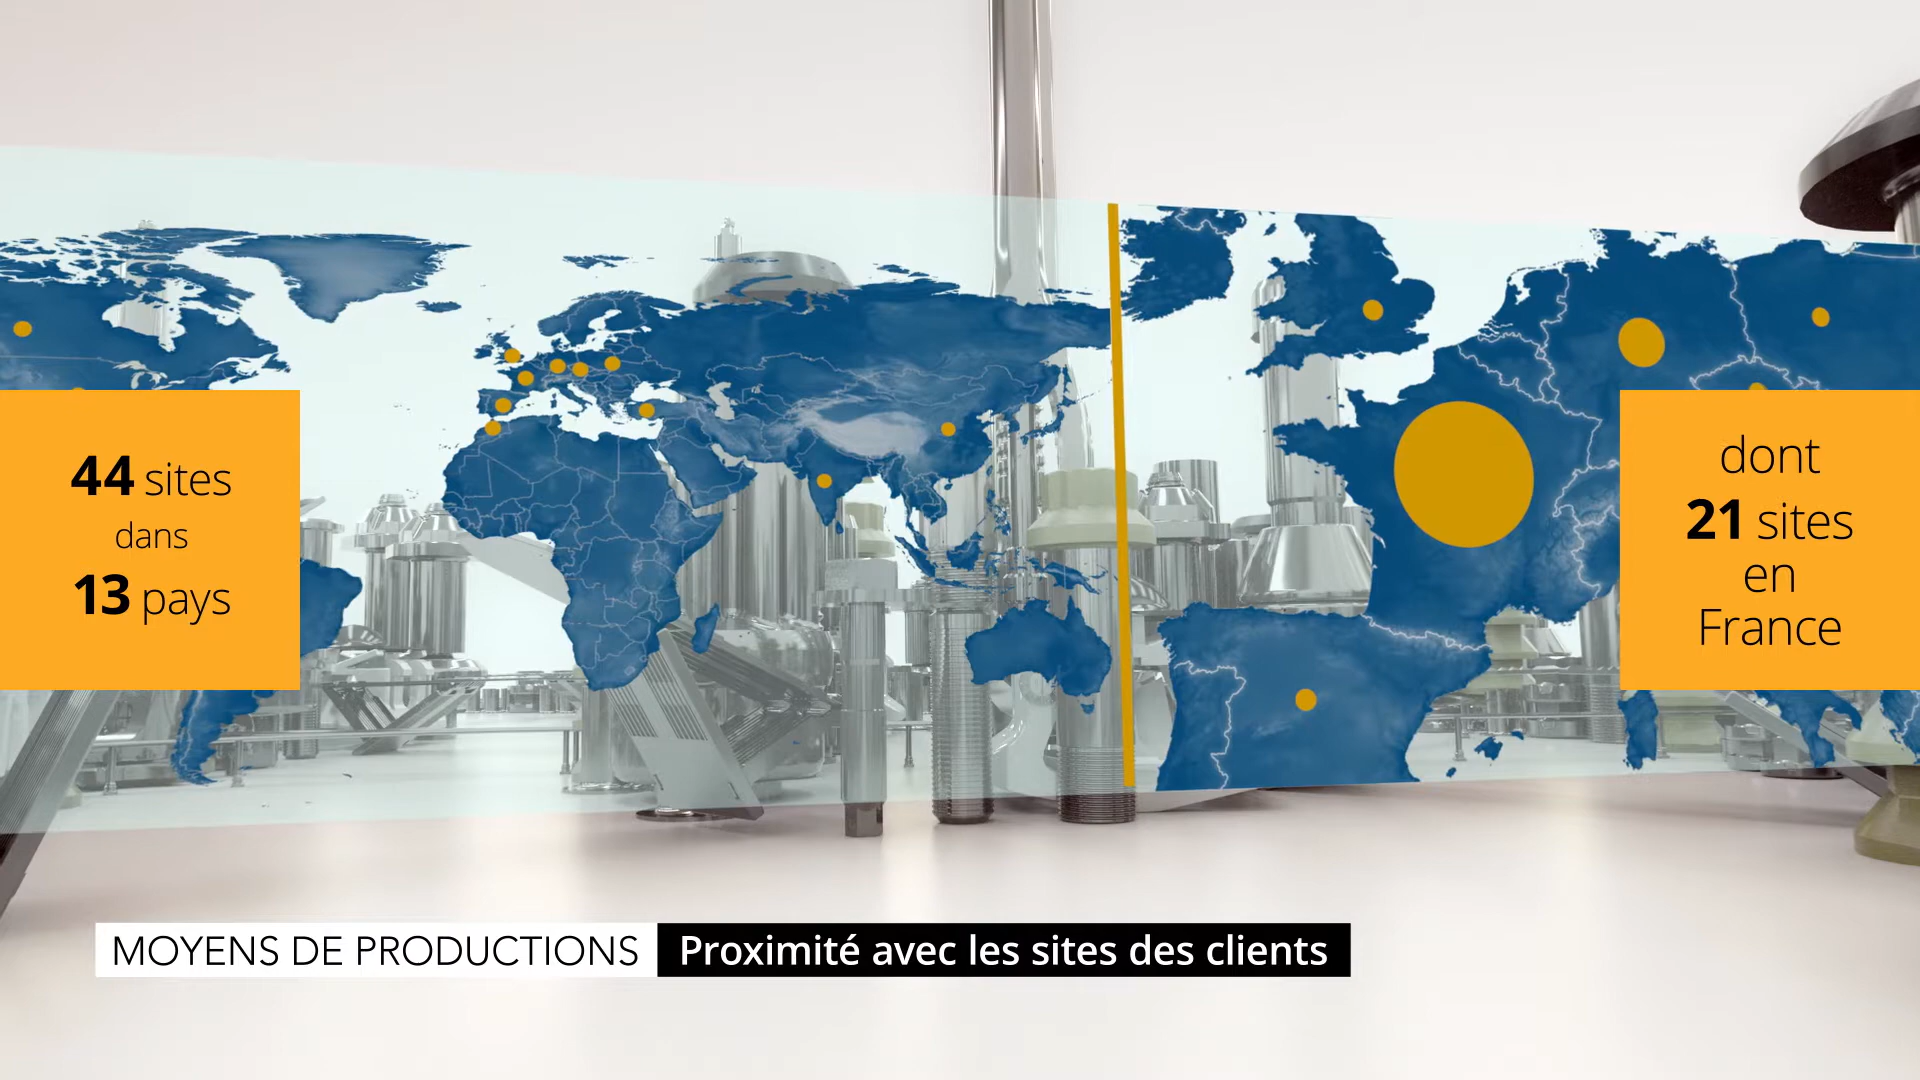 44 sites
dans
13 pays
dont
21 sites
en
France
MOYENS DE PRODUCTIONS
Proximité avec les sites des clients